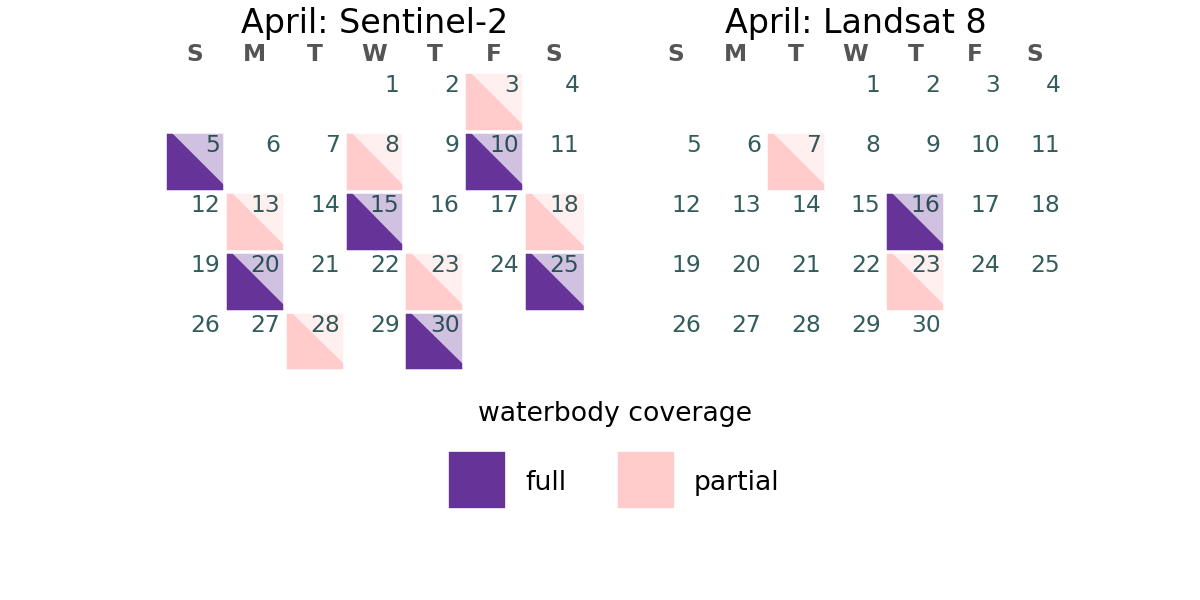 April: Sentinel-2
S M T W T F S
1 2 3 4
5 6 7 8 9 10 11
12 13 14 15 16 17 18
19 20 21 22 23 24 25
26 27 28 29 30
April: Landsat 8
S M T W T F S
1 2 3 4
5 6 7 8 9 10 11
12 13 14 15 16 17 18
19 20 21 22 23 24 25
26 27 28 29 30
waterbody coverage
full partial